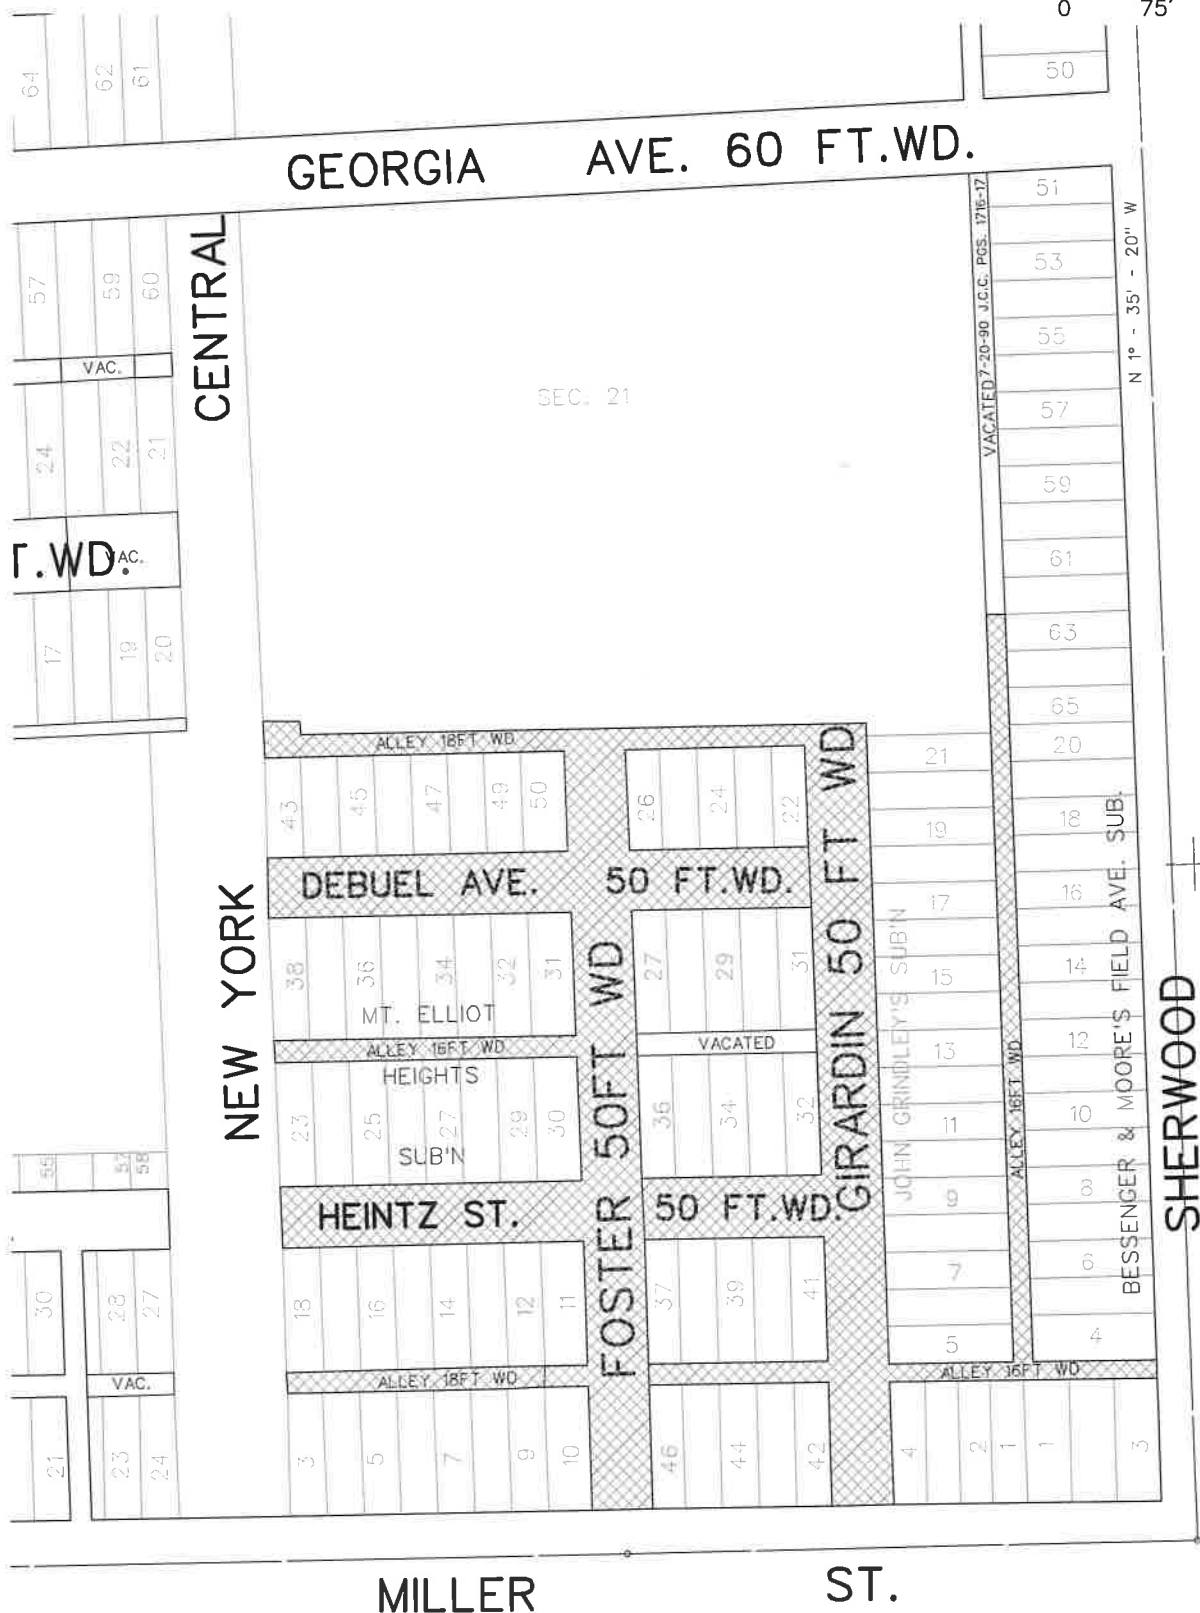 0 75'
64 62 61
50
GEORGIA AVE. 60 FT.WD.
57 59 60
CENTRAL
VACATED 7-20-90 J.C.C. PGS. 1716-17
51
53
55
57
59
61
63
65
N 1° - 35' - 20" W
VAC.
24 22 21
SEC. 21
T.WD.
VAC.
17 19 20
ALLEY 18FT WD
43 45 47 49 50
26 24 22
21
19
17
15
13
11
9
7
5
20
18
16
14
12
10
8
6
4
DEBUEL AVE. 50 FT.WD.
NEW YORK
38 36 34 32 31
27 29 31
MT. ELLIOT
ALLEY 16FT WD
VACATED
HEIGHTS
23 25 27 29 30
36 34 32
SUB'N
FOSTER 50FT WD
GIRARDIN 50 FT WD
JOHN GRINDLEY'S SUB'N
ALLEY 16FT WD
BESSENGER & MOORE'S FIELD AVE. SUB.
SHERWOOD
57 58
HEINTZ ST. 50 FT.WD.
30 28 27
18 16 14 12 11
37 39 41
VAC.
ALLEY 18FT WD
ALLEY 16FT WD
21 23 24
3 5 7 9 10
46 44 42
4 2 1 1 3
MILLER ST.